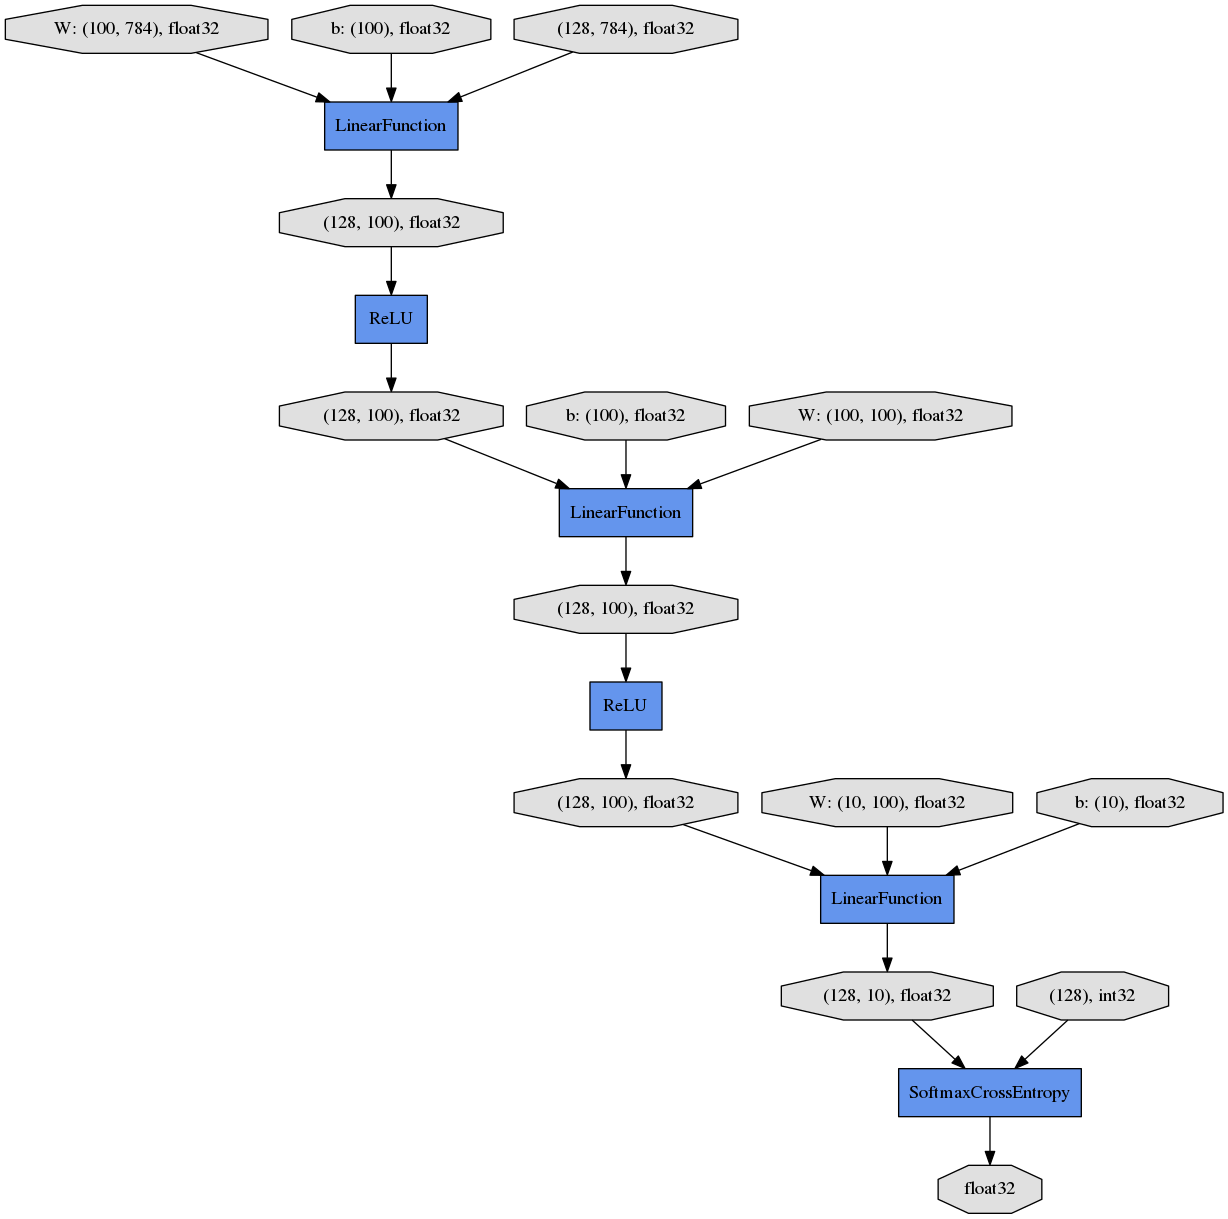 W: (100, 784), float32
b: (100), float32
(128, 784), float32
LinearFunction
(128, 100), float32
ReLU
(128, 100), float32
b: (100), float32
W: (100, 100), float32
LinearFunction
(128, 100), float32
ReLU
(128, 100), float32
W: (10, 100), float32
b: (10), float32
LinearFunction
(128, 10), float32
(128), int32
SoftmaxCrossEntropy
float32